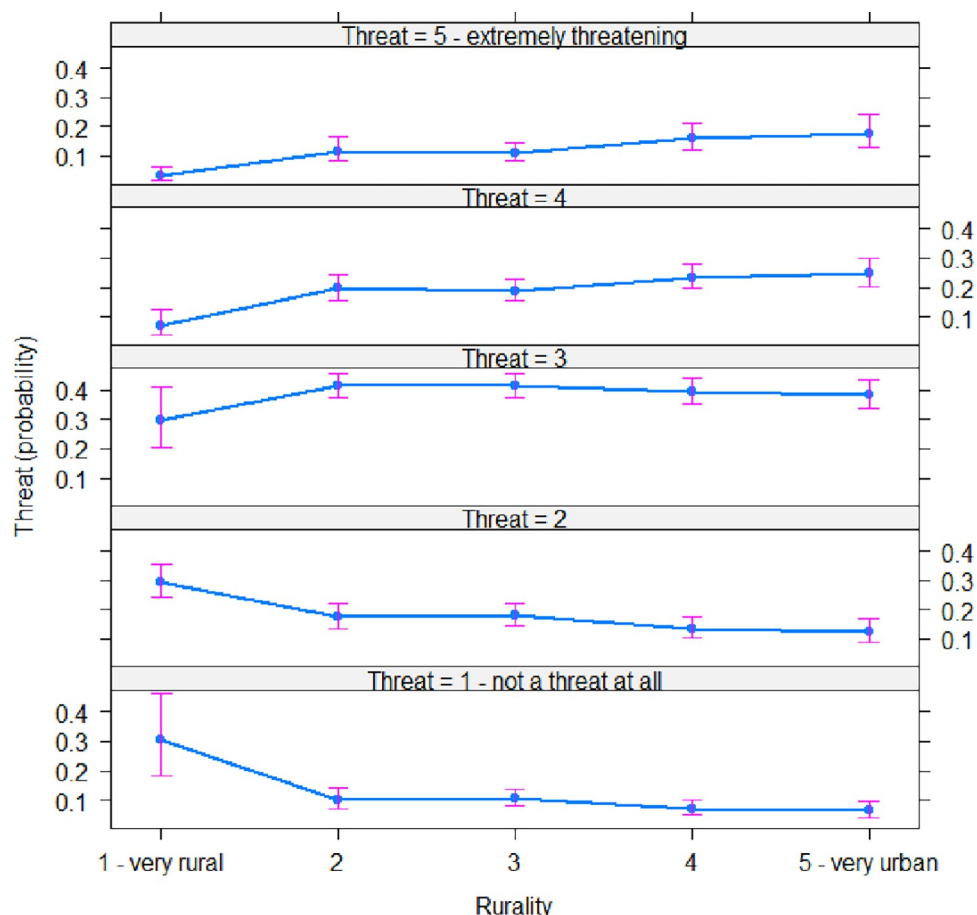 Threat = 5 - extremely threatening
0.4
0.3
0.2
0.1
Threat = 4
0.4
0.3
0.2
0.1
Threat = 3
0.4
0.3
0.2
0.1
Threat = 2
0.4
0.3
0.2
0.1
Threat = 1 - not a threat at all
0.4
0.3
0.2
0.1
Threat (probability)
1 - very rural 2 3 4 5 - very urban
Rurality